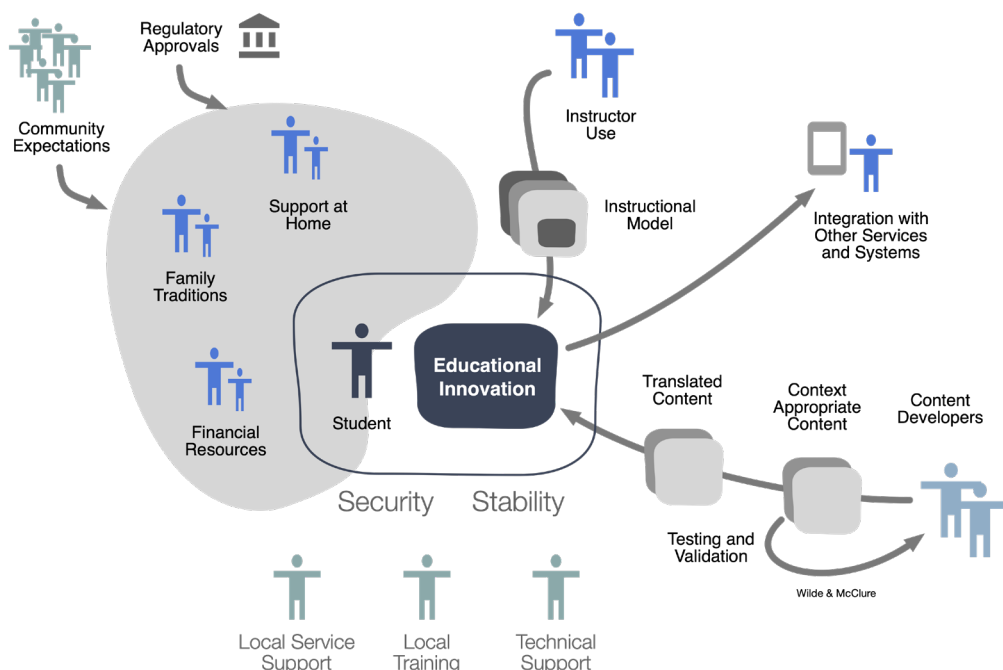 Regulatory
Approvals
Community
Expectations
Instructor
Use
Support at
Home
Instructional
Model
Integration with
Other Services
and Systems
Family
Traditions
Educational
Innovation
Student
Financial
Resources
Translated
Content
Context
Appropriate
Content
Content
Developers
Security
Stability
Testing and
Validation
Wilde & McClure
Local Service
Support
Local
Training
Technical
Support